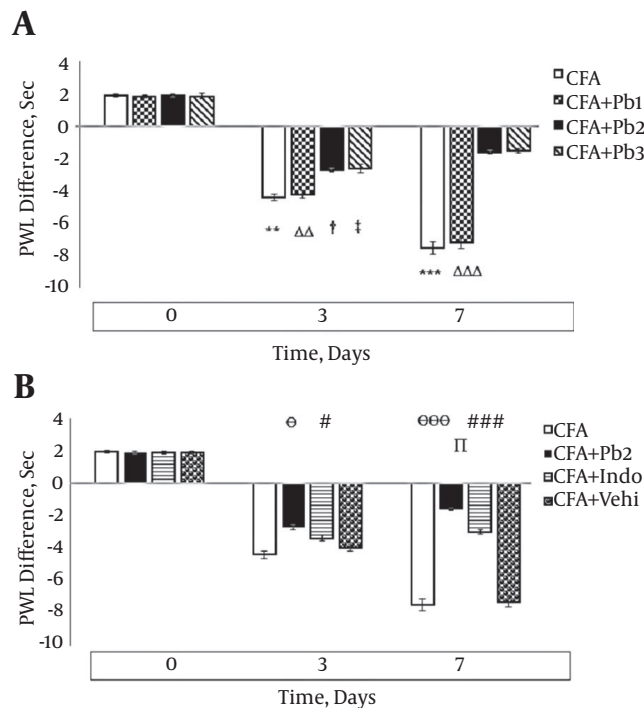 A
PWL Difference, Sec
4
2
0
-2
-4
-6
-8
-10
CFA
CFA+Pb1
CFA+Pb2
CFA+Pb3
** ΔΔ † ‡
*** ΔΔΔ
0 3 7
Time, Days
B
PWL Difference, Sec
4
2
0
-2
-4
-6
-8
-10
ɵ # ɵɵɵ ###
Π
CFA
CFA+Pb2
CFA+Indo
CFA+Vehi
0 3 7
Time, Days